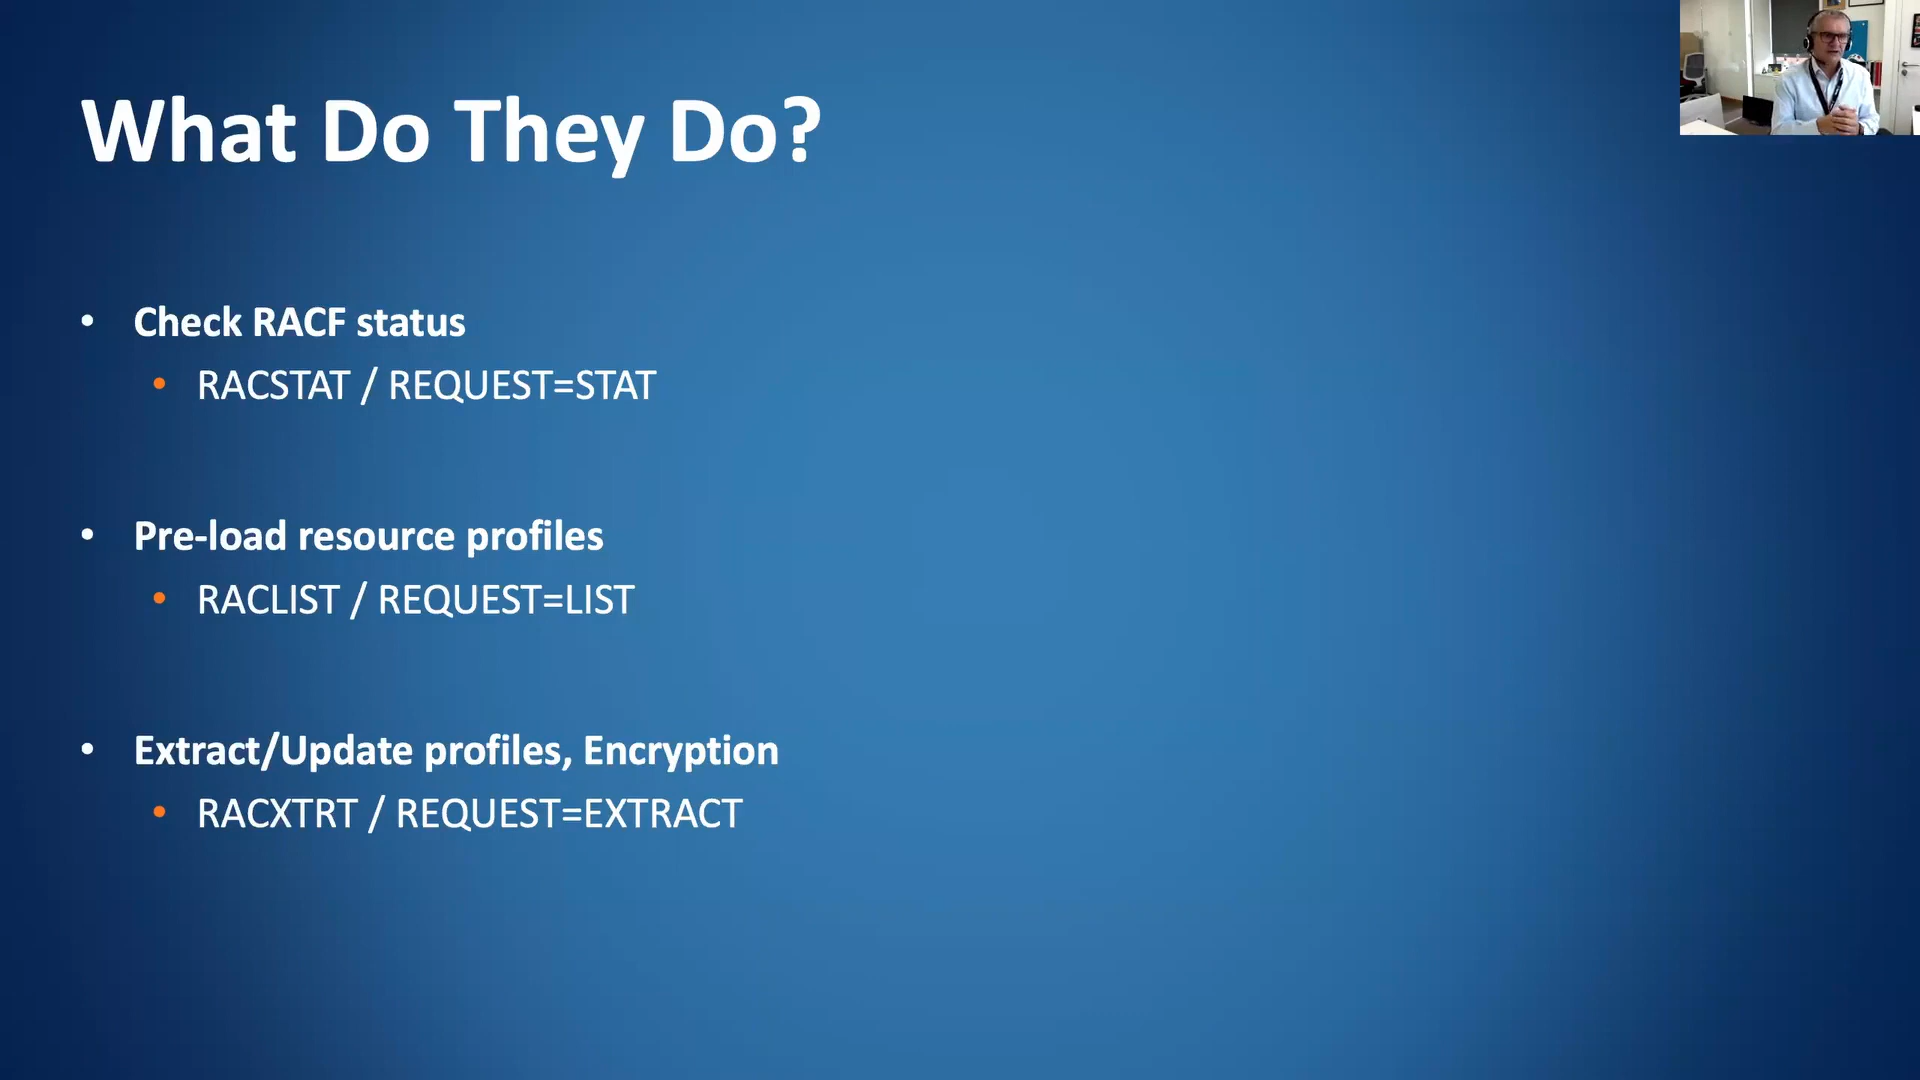 What Do They Do?
• Check RACF status
• RACSTAT / REQUEST=STAT
• Pre-load resource profiles
• RACLIST / REQUEST=LIST
• Extract/Update profiles, Encryption
• RACXTRT / REQUEST=EXTRACT